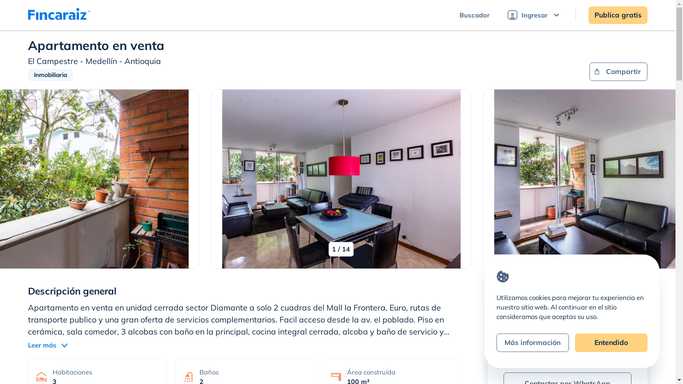 Fincaraiz
Buscador
Ingresar
Publica gratis
Apartamento en venta
El Campestre - Medellín - Antioquia
Inmobiliaria
Compartir
1 / 14
Descripción general
Apartamento en venta en unidad cerrada sector Diamante a solo 2 cuadras del Mall la Frontera, Euro, rutas de
transporte publico y una gran oferta de servicios complementarios. Facil acceso desde la av. el poblado. Piso en
cerámica, sala comedor, 3 alcobas con baño en la principal, cocina integral cerrada, alcoba y baño de servicio y...
Leer más
Habitaciones
3
Baños
2
Área construida
100 m²
Utilizamos cookies para mejorar tu experiencia en
nuestro sitio web. Al continuar en el sitio
consideramos que aceptas su uso.
Más información
Entendido
Contactar por WhatsApp